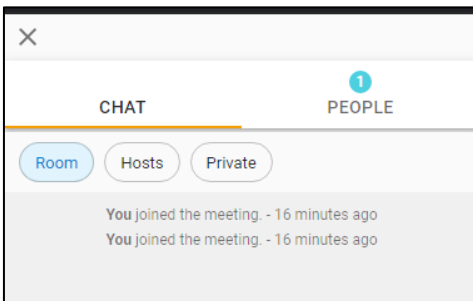 1
CHAT PEOPLE
Room Hosts Private
You joined the meeting. - 16 minutes ago
You joined the meeting. - 16 minutes ago